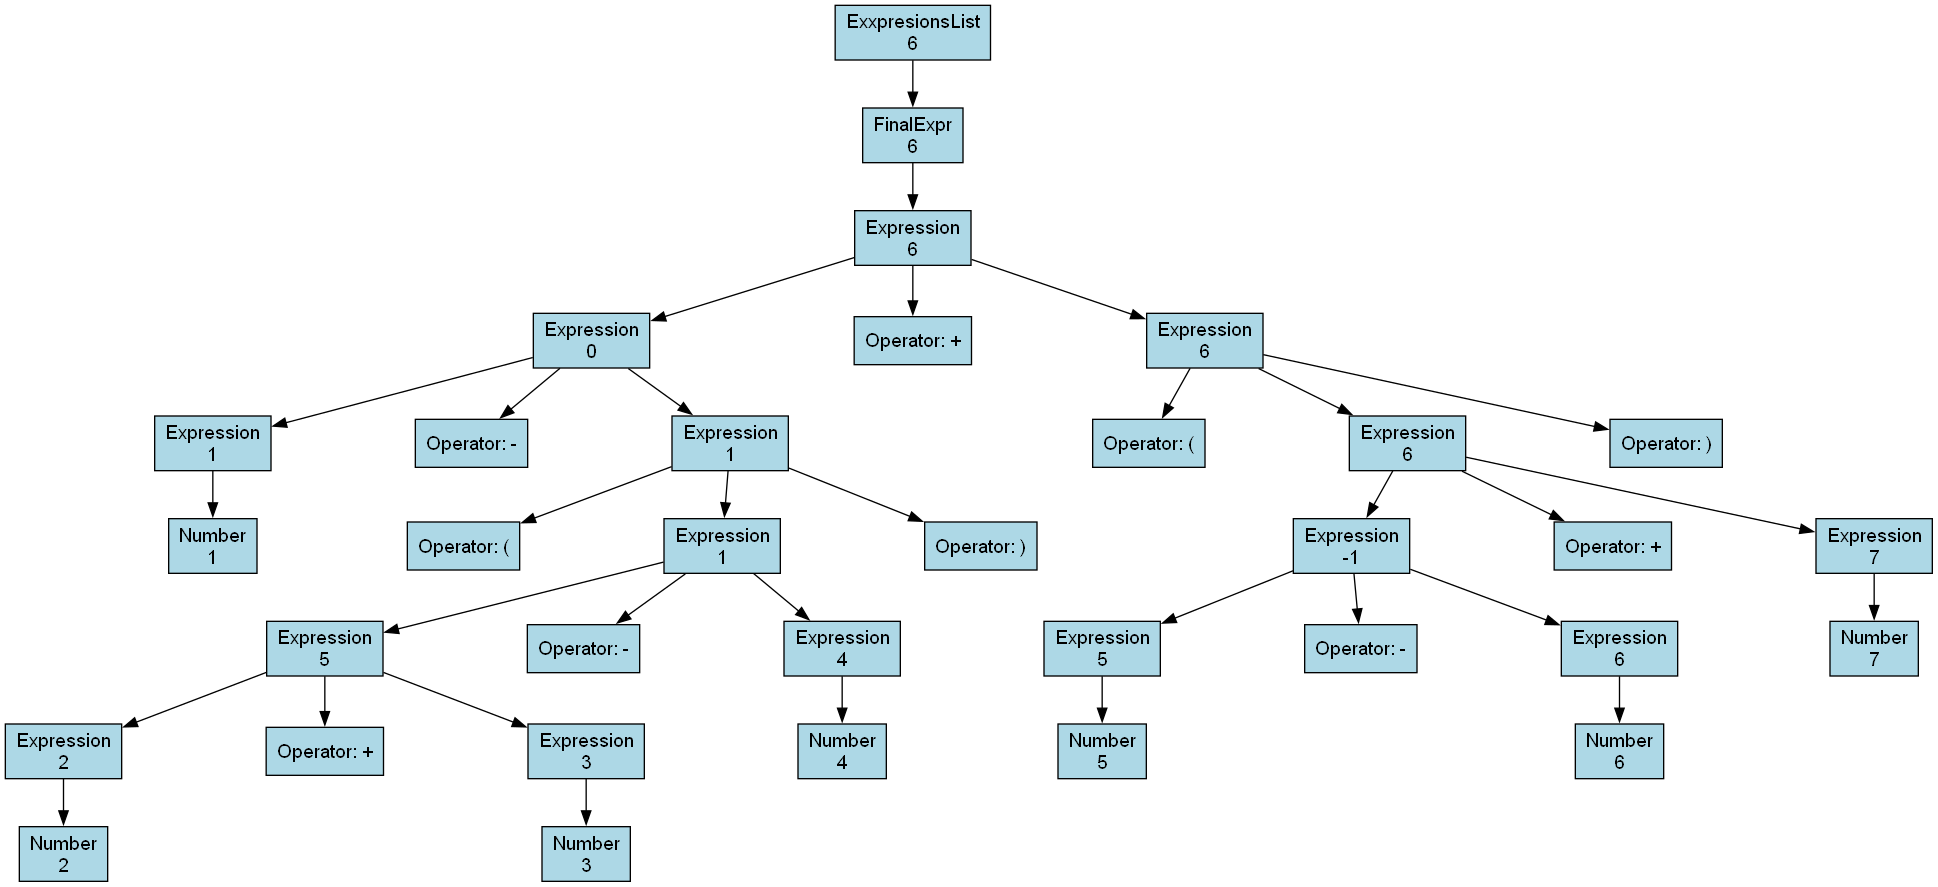 ExxpresionsList
6
FinalExpr
6
Expression
6
Expression
0
Operator: +
Expression
6
Expression
1
Operator: -
Expression
1
Operator: (
Expression
6
Operator: )
Number
1
Operator: (
Expression
1
Operator: )
Expression
-1
Operator: +
Expression
7
Expression
5
Operator: -
Expression
4
Expression
5
Operator: -
Expression
6
Number
7
Expression
2
Operator: +
Expression
3
Number
4
Number
5
Number
6
Number
2
Number
3